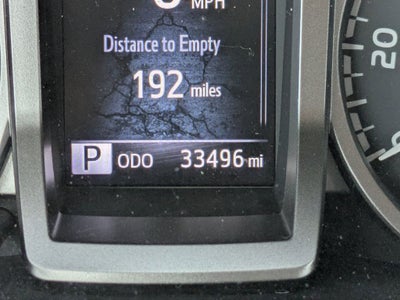 MPH
Distance to Empty
192 miles
P ODO 33496 mi
20